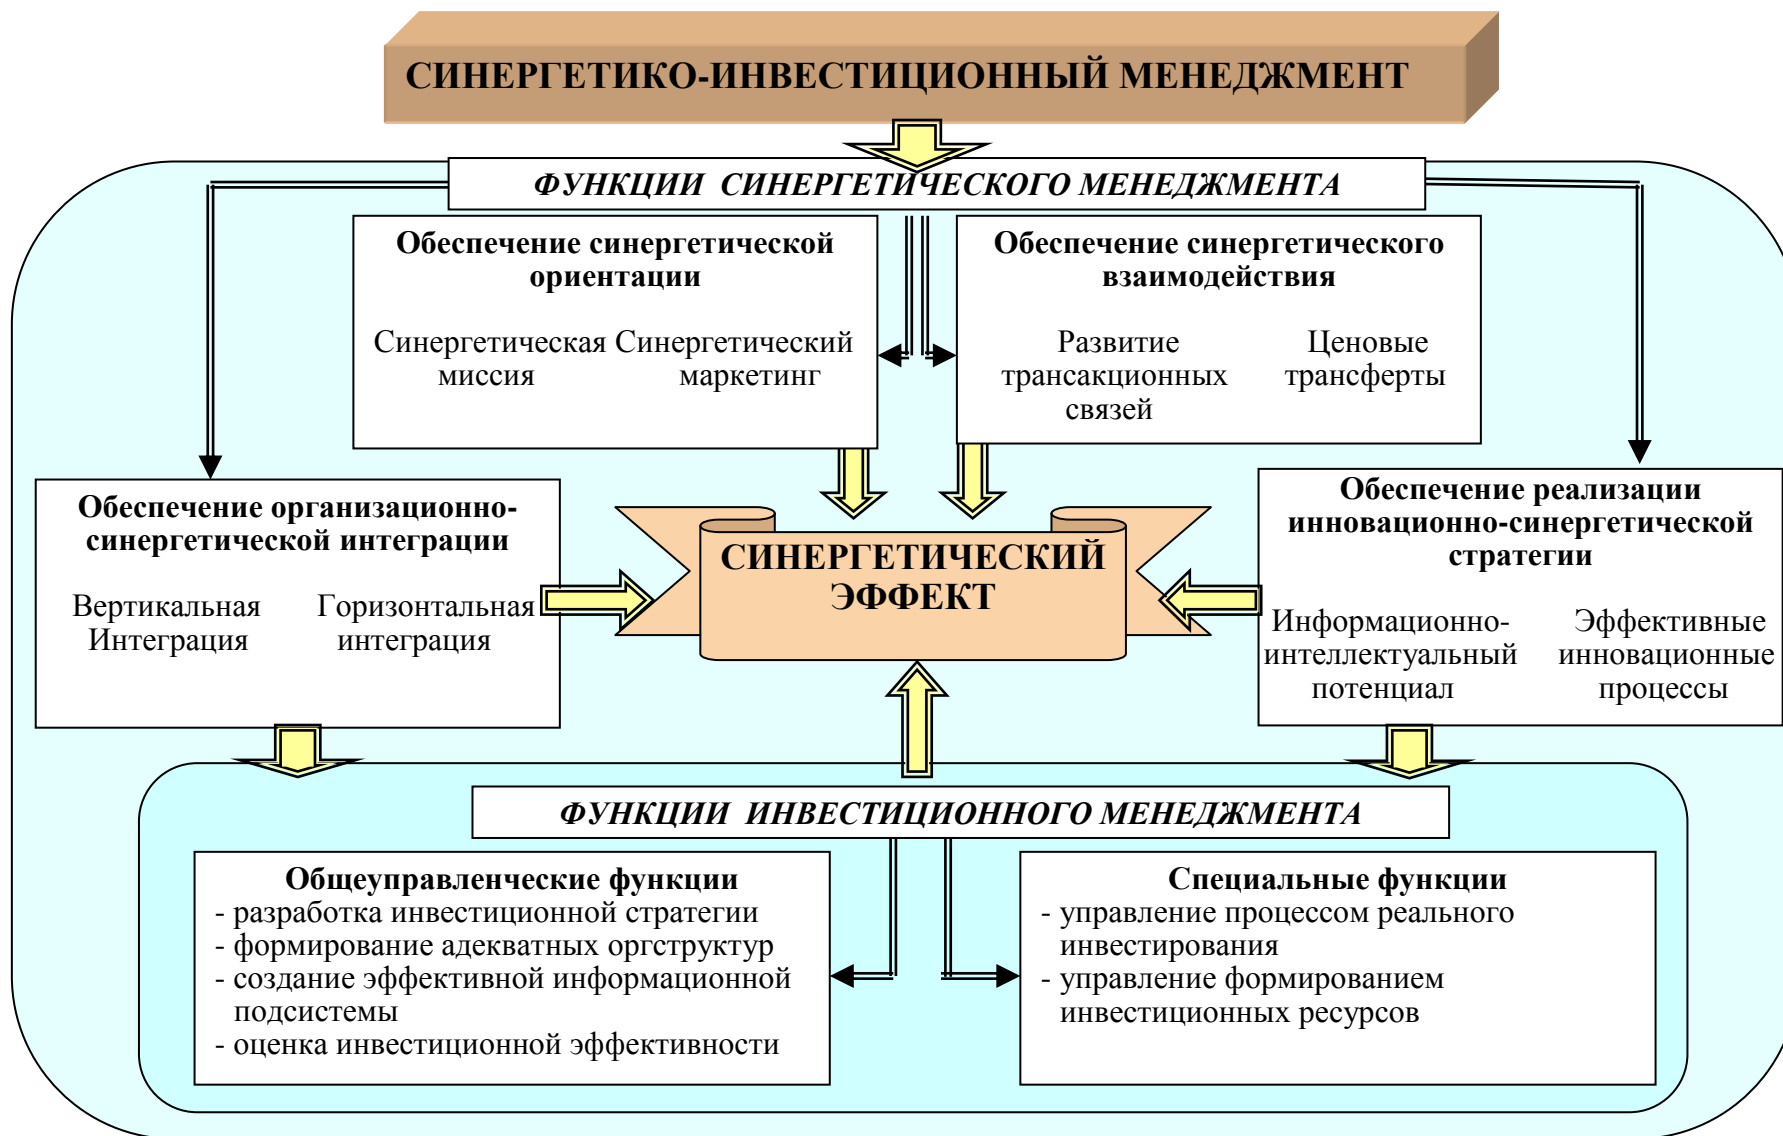 СИНЕРГЕТИКО-ИНВЕСТИЦИОННЫЙ МЕНЕДЖМЕНТ
ФУНКЦИИ СИНЕРГЕТИЧЕСКОГО МЕНЕДЖМЕНТА
Обеспечение синергетической
ориентации
Синергетическая
миссия
Синергетический
маркетинг
Обеспечение синергетического
взаимодействия
Развитие
трансакционных
связей
Ценовые
трансферты
Обеспечение организационно-
синергетической интеграции
Вертикальная
Интеграция
Горизонтальная
интеграция
СИНЕРГЕТИЧЕСКИЙ
ЭФФЕКТ
Обеспечение реализации
инновационно-синергетической
стратегии
Информационно-
интеллектуальный
потенциал
Эффективные
инновационные
процессы
ФУНКЦИИ ИНВЕСТИЦИОННОГО МЕНЕДЖМЕНТА
Общеуправленческие функции
- разработка инвестиционной стратегии
- формирование адекватных оргструктур
- создание эффективной информационной
подсистемы
- оценка инвестиционной эффективности
Специальные функции
- управление процессом реального
инвестирования
- управление формированием
инвестиционных ресурсов